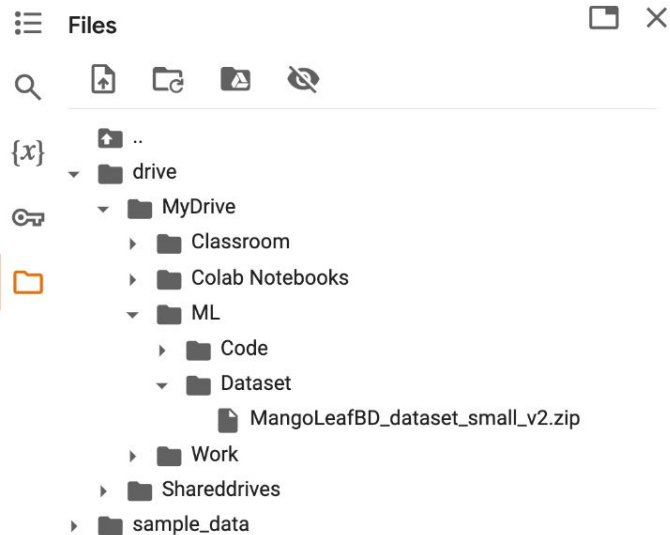 Files
{x}
..
drive
MyDrive
Classroom
Colab Notebooks
ML
Code
Dataset
MangoLeafBD_dataset_small_v2.zip
Work
Shareddrives
sample_data